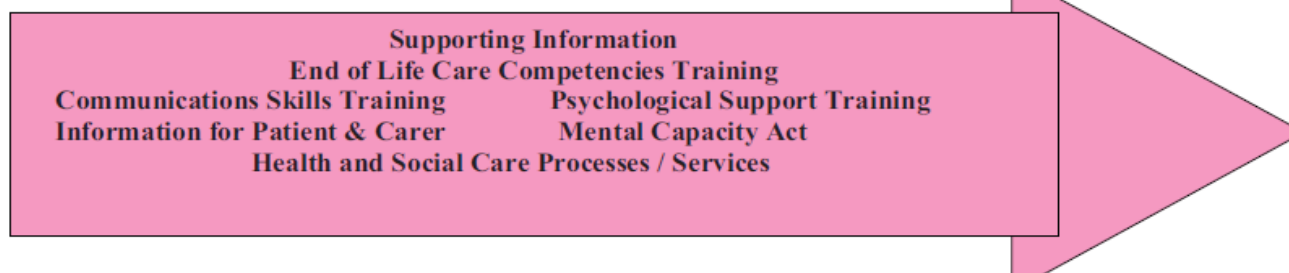 Supporting Information
End of Life Care Competencies Training
Communications Skills Training Psychological Support Training
Information for Patient & Carer Mental Capacity Act
Health and Social Care Processes / Services